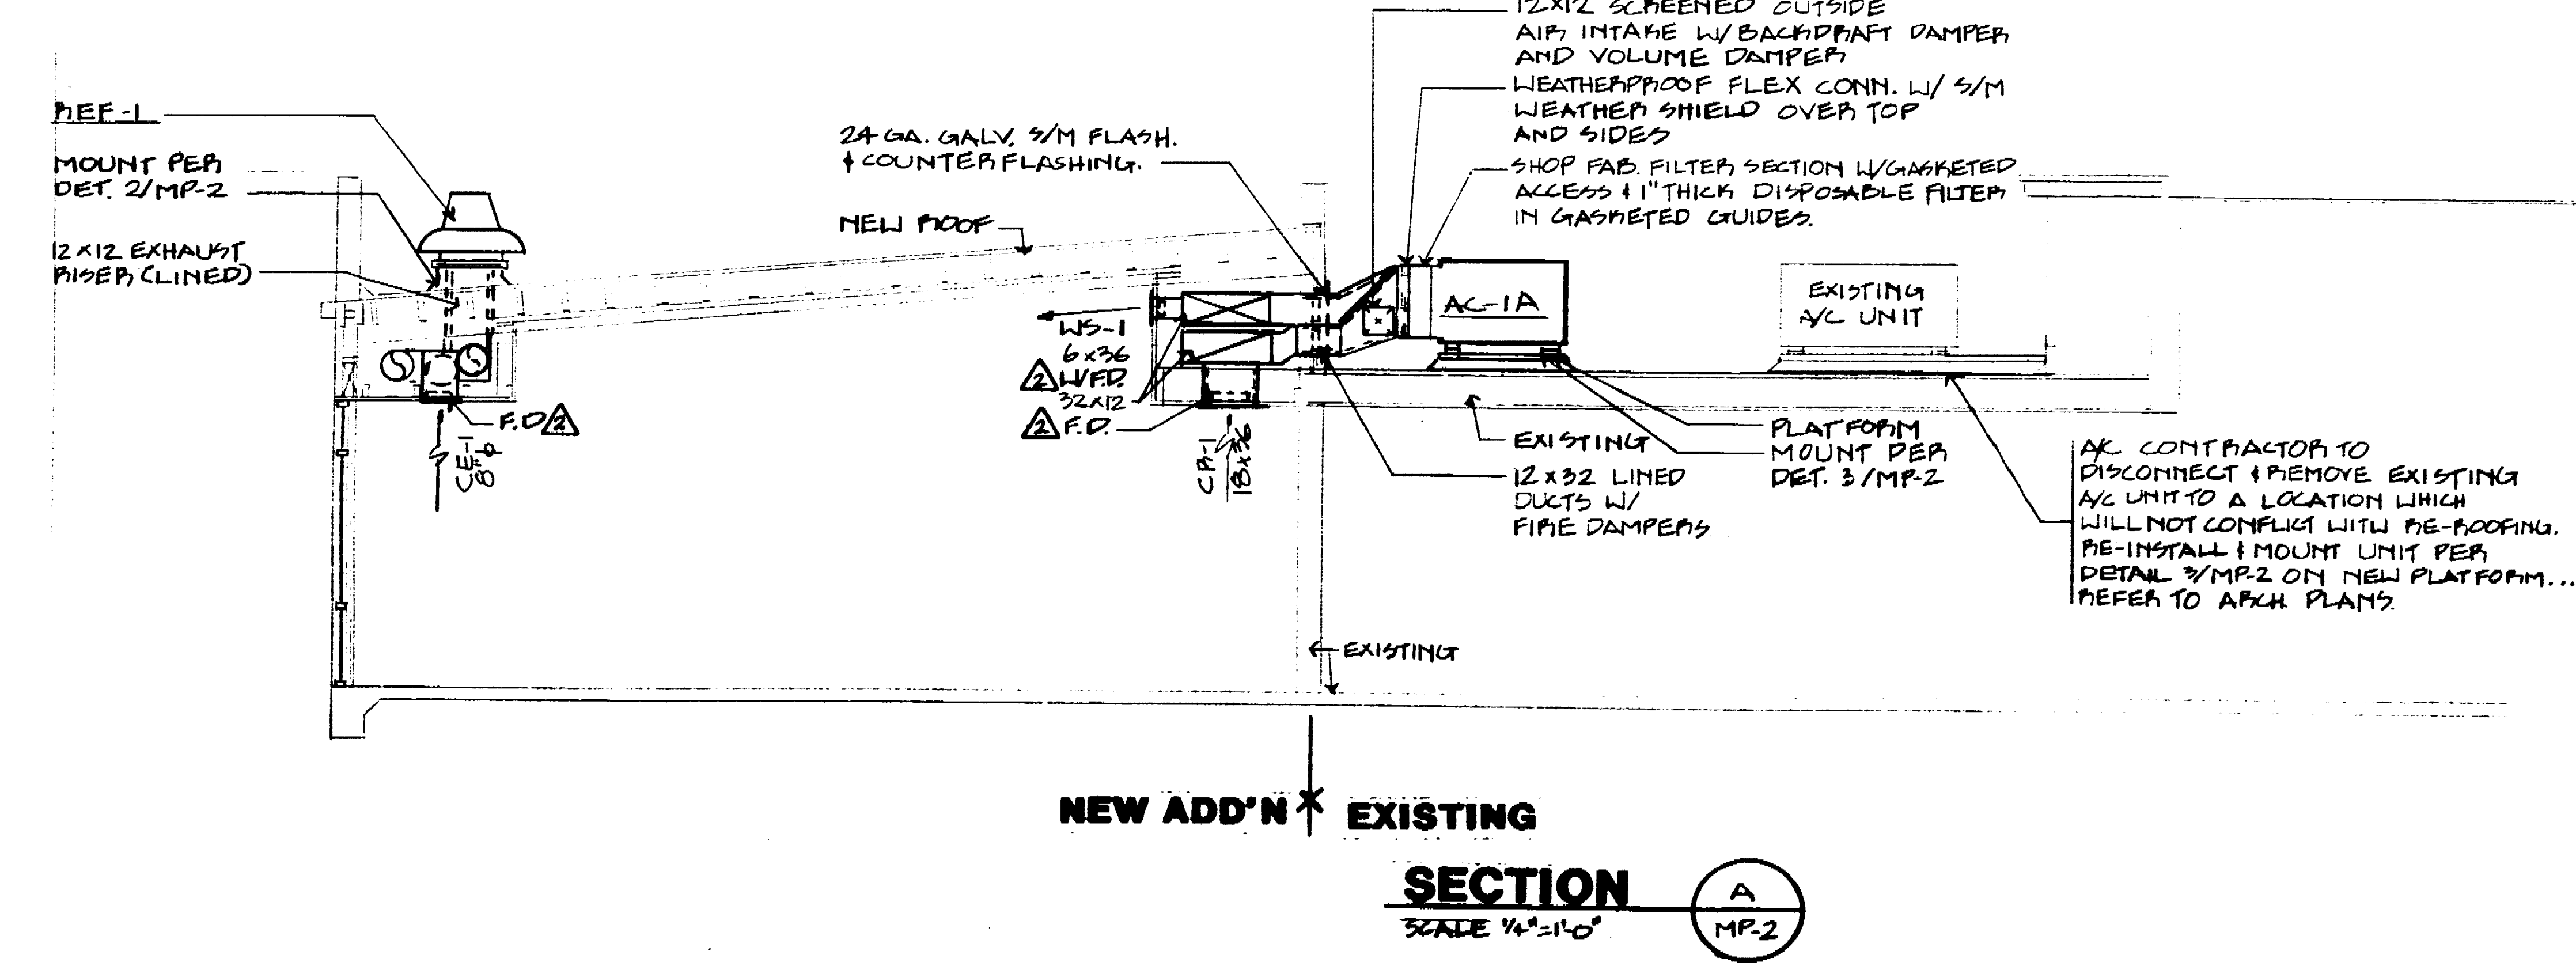 REF-1
MOUNT PER
DET. 2/MP-2
12x12 EXHAUST
RISER (LINED)
F.D. 2
CE-1
8"φ
24 GA. GALV. S/M FLASH.
& COUNTERFLASHING.
NEW ROOF
WS-1
6x36
2 W/F.D.
32x12
2 F.D.
CR-1
18x36
12x12 SCREENED OUTSIDE
AIR INTAKE W/ BACKDRAFT DAMPER
AND VOLUME DAMPER
WEATHERPROOF FLEX CONN. W/ S/M
WEATHER SHIELD OVER TOP
AND SIDES
SHOP FAB. FILTER SECTION W/GASKETED
ACCESS & 1" THICK DISPOSABLE FILTER
IN GASKETED GUIDES.
AC-1A
EXISTING
A/C UNIT
EXISTING
12x32 LINED
DUCTS W/
FIRE DAMPERS
PLATFORM
MOUNT PER
DET. 3/MP-2
A/C CONTRACTOR TO
DISCONNECT & REMOVE EXISTING
A/C UNIT TO A LOCATION WHICH
WILL NOT CONFLICT WITH RE-ROOFING.
RE-INSTALL & MOUNT UNIT PER
DETAIL 3/MP-2 ON NEW PLATFORM...
REFER TO ARCH. PLANS.
EXISTING
NEW ADD'N EXISTING
SECTION
SCALE 1/4"=1'-0"
A
MP-2